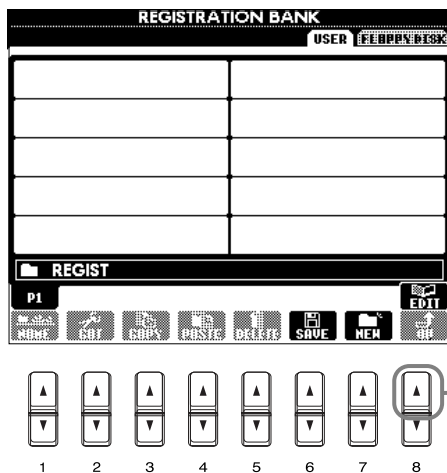 REGISTRATION BANK
USER FLOPPY DISK
REGIST
P1 EDIT
NAME CUT COPY PASTE DELETE SAVE NEW UP
1 2 3 4 5 6 7 8